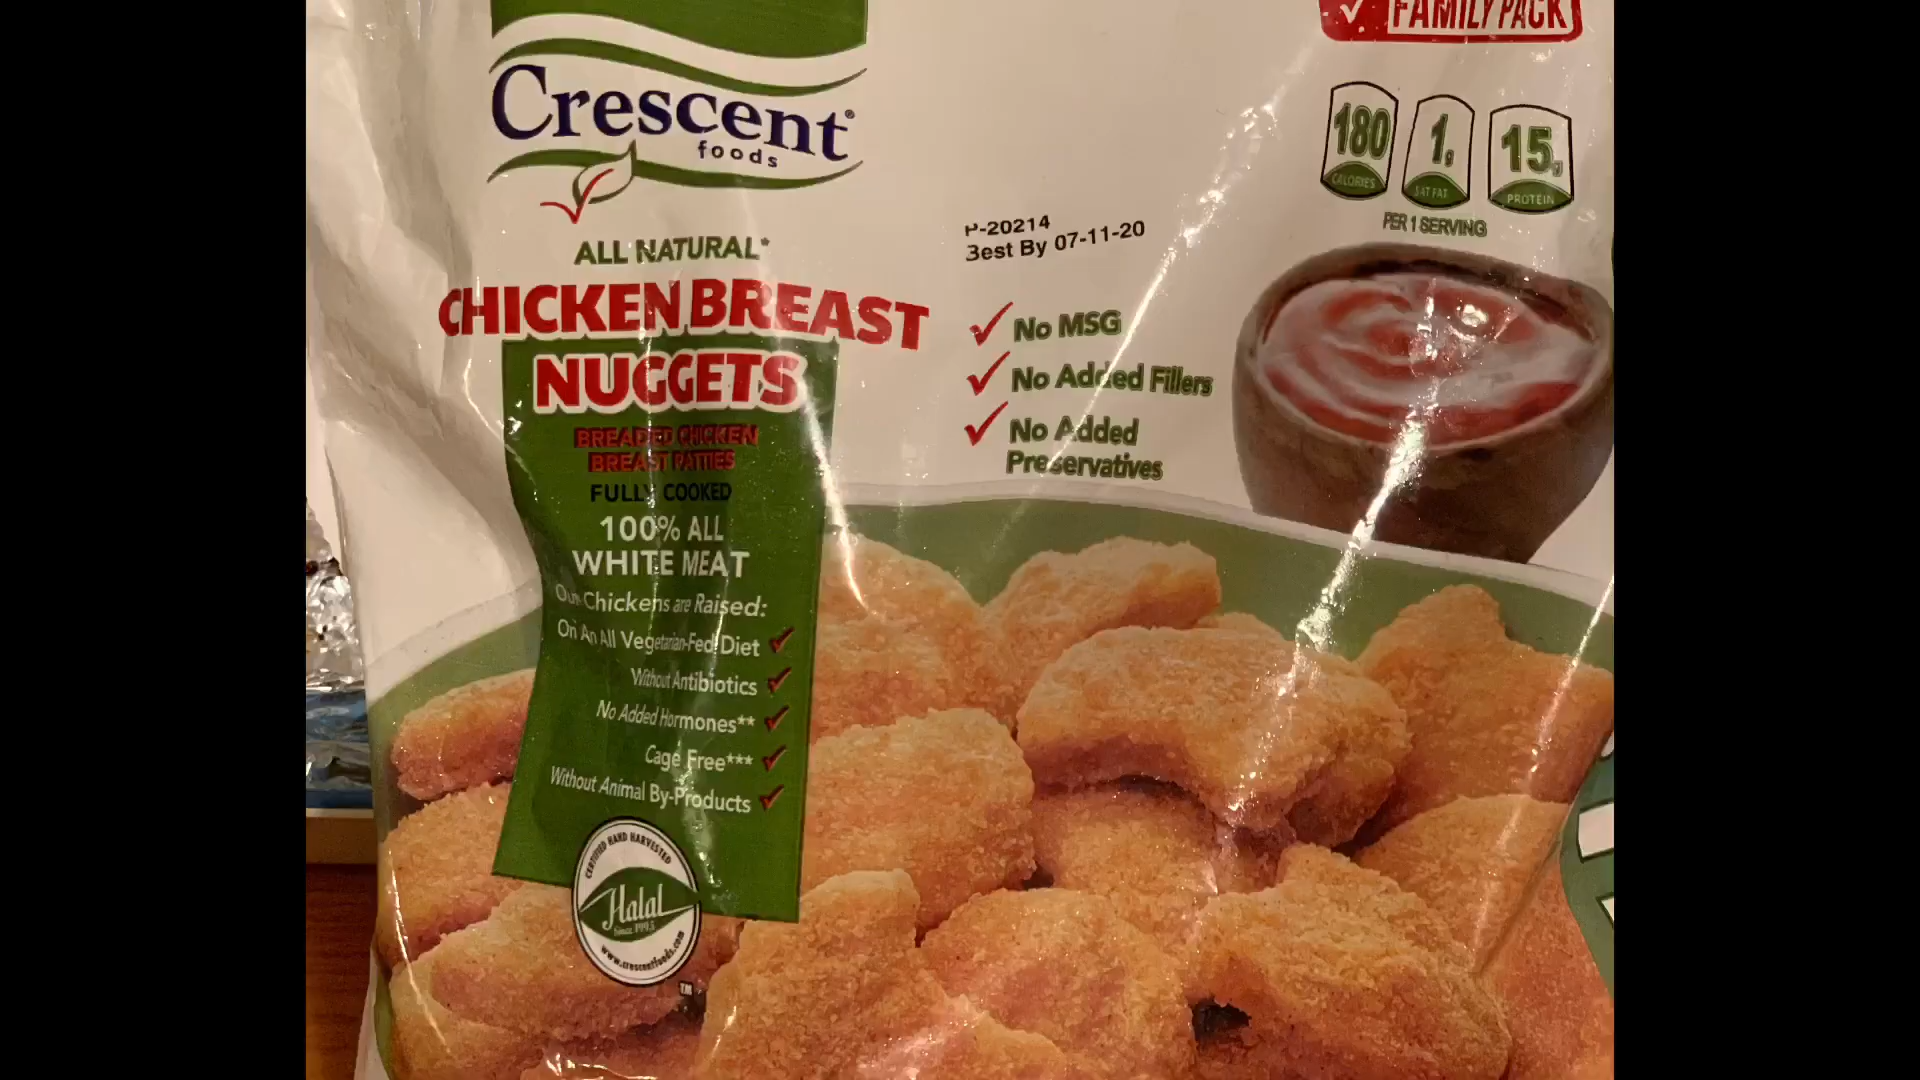 FAMILY PACK
Crescent®
foods
180
CALORIES
1g
SAT FAT
15g
PROTEIN
PER 1 SERVING
P-20214
Best By 07-11-20
ALL NATURAL*
CHICKEN BREAST
NUGGETS
BREADED CHICKEN
BREAST PATTIES
FULLY COOKED
100% ALL
WHITE MEAT
Our Chickens are Raised:
On An All Vegetarian-Fed Diet
Without Antibiotics
No Added Hormones**
Cage Free***
Without Animal By-Products
No MSG
No Added Fillers
No Added
Preservatives
CERTIFIED HAND HARVESTED
Halal
Since 1995
www.crescentfoods.com
TM